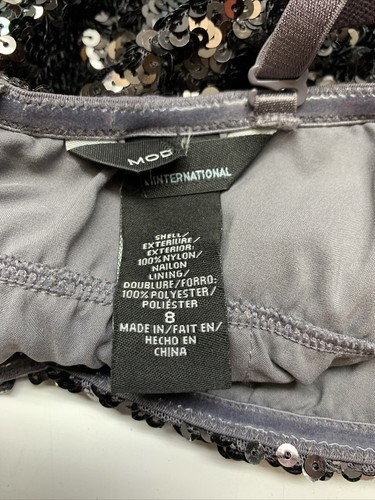 MOD
INTERNATIONAL
SHELL/
EXTERIEURE/
EXTERIOR:
100% NYLON/
NAILON
LINING/
DOUBLURE/FORRO:
100% POLYESTER/
POLIÉSTER
8
MADE IN/FAIT EN/
HECHO EN
CHINA